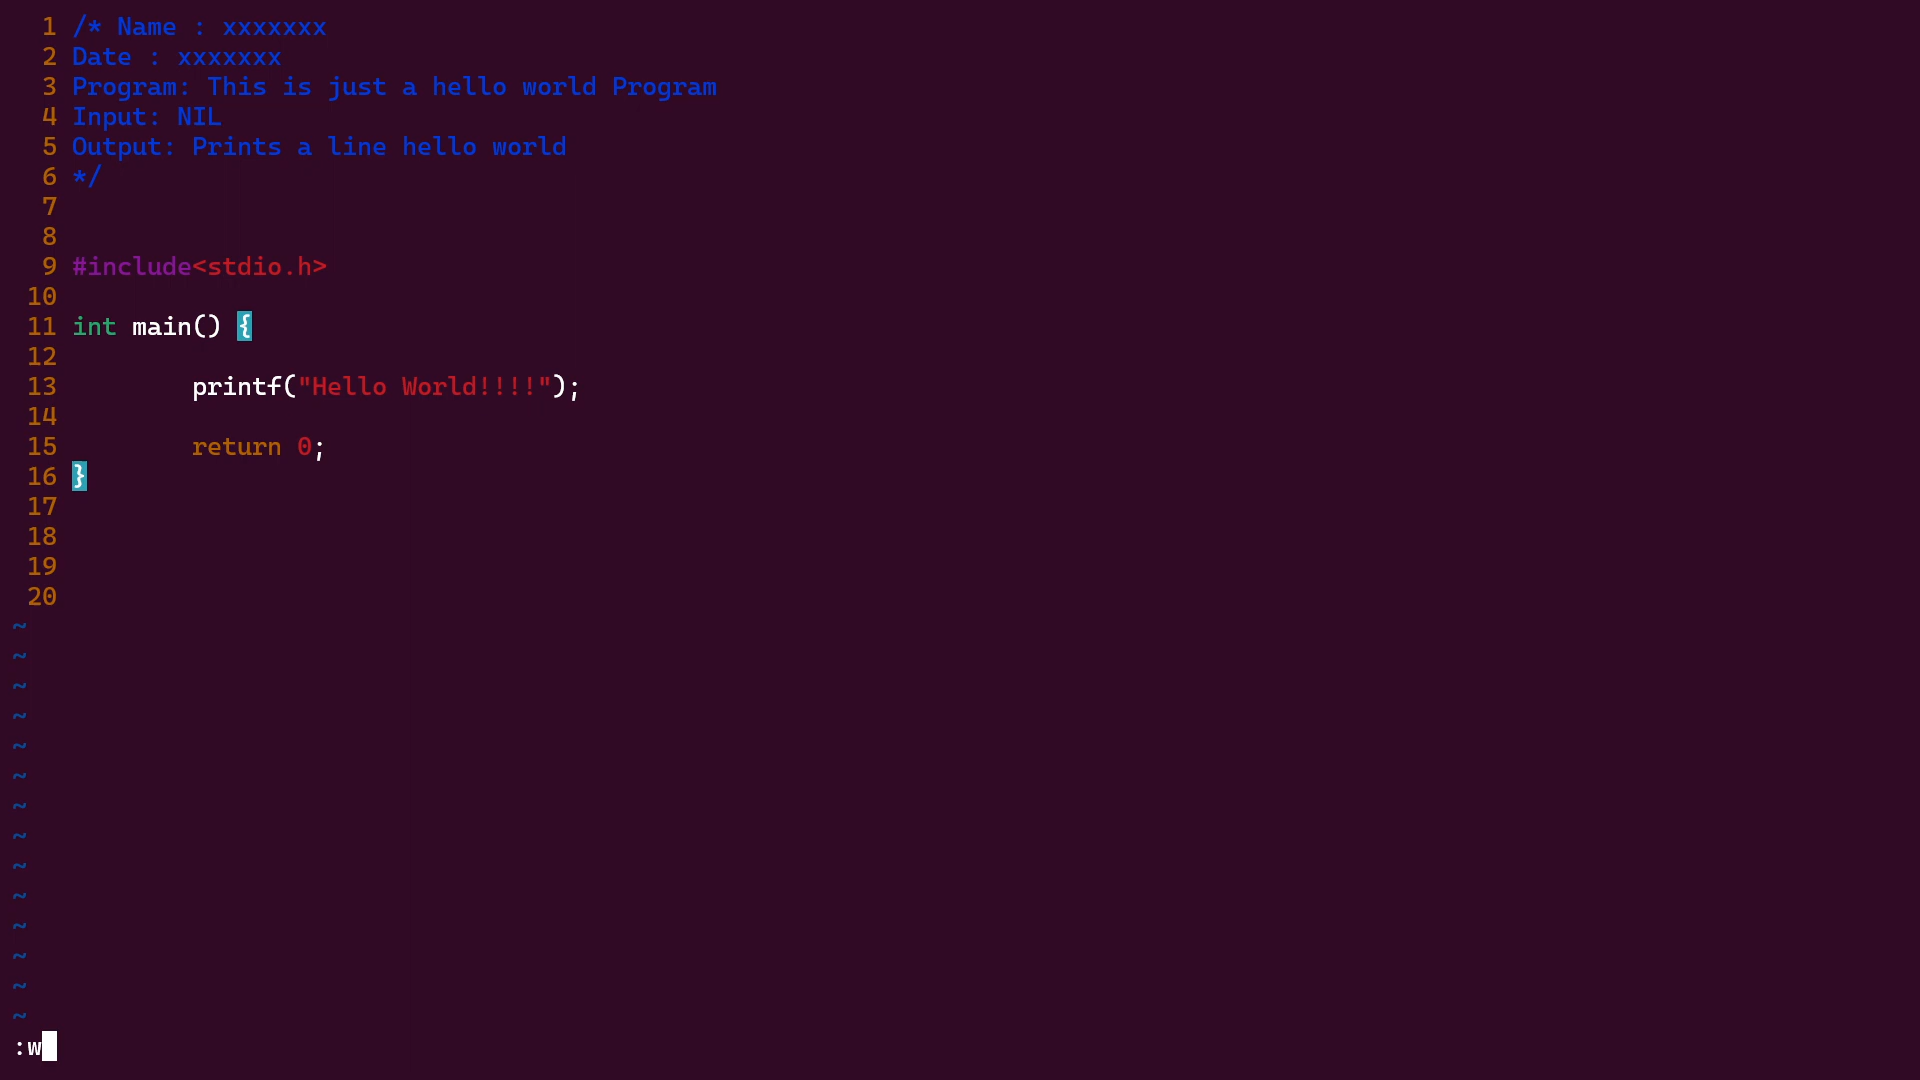 1 /* Name : xxxxxxx
2 Date : xxxxxxx
3 Program: This is just a hello world Program
4 Input: NIL
5 Output: Prints a line hello world
6 */
7
8
9 #include<stdio.h>
10
11 int main() {
12
13         printf("Hello World!!!!");
14
15         return 0;
16 }
17
18
19
20
~
~
~
~
~
~
~
~
~
~
~
~
~
~
:w